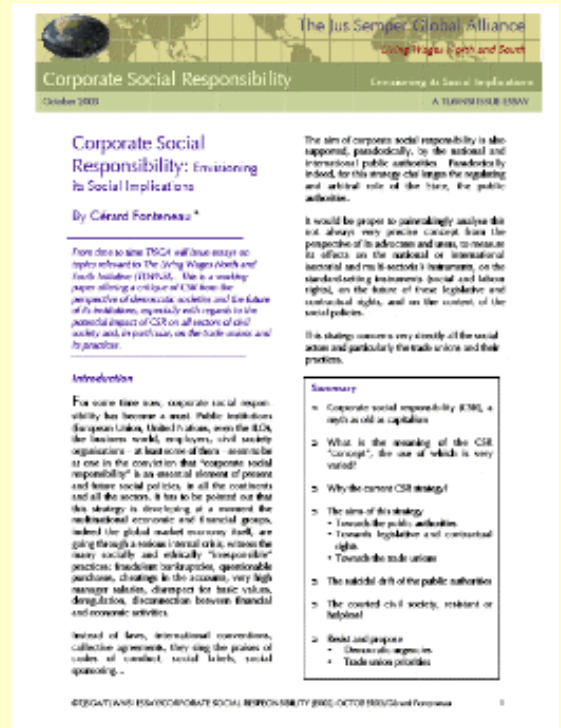 The Jus Semper Global Alliance
Living Wages North and South
Corporate Social Responsibility
Envisioning its Social Implications
October 2003
A TLWNSI ISSUE ESSAY
Corporate Social
Responsibility: Envisioning
its Social Implications
By Gérard Fonteneau *
From time to time TJSGA will issue essays on
topics relevant to The Living Wages North and
South Initiative (TLWNSI). This is a working
paper offering a critique of CSR from the
perspective of democratic societies and the future
of its institutions, especially with regards to the
potential impact of CSR on all sectors of civil
society and, in particular, on the trade unions and
its practices.
Introduction
For some time now, corporate social respon-
sibility has become a must. Public institutions
(European Union, United Nations, even the ILO),
the business world, employers, civil society
organisations – at least some of them – seem to be
at one in the conviction that "corporate social
responsibility" is an essential element of present
and future social policies, in all the continents
and all the sectors. It has to be pointed out that
this strategy is developing at a moment the
multinational economic and financial groups,
indeed the global market economy itself, are
going through a serious internal crisis, witness the
many socially and ethically "irresponsible"
practices: fraudulent bankruptcies, questionable
purchases, cheatings in the accounts, very high
manager salaries, disrespect for basic values,
deregulation, disconnection between financial
and economic activities.
Instead of laws, international conventions,
collective agreements, they sing the praises of
codes of conduct, social labels, social
sponsoring...
The aim of corporate social responsibility is also
supported, paradoxically, by the national and
international public authorities. Paradoxically
indeed, for this strategy challenges the regulating
and arbitral role of the State, the public
authorities.
It would be proper to painstakingly analyse this
not always very precise concept from the
perspective of its advocates and users, to measure
its effects on the national or international
(sectorial and multi-sectorial) instruments, on the
standard-setting instruments (social and labour
rights), on the future of these legislative and
contractual rights, and on the content of the
social policies.
This strategy concerns very directly all the social
actors and particularly the trade unions and their
practices.
Summary
Corporate social responsibility (CSR), a
myth as old as capitalism
What is the meaning of the CSR
"concept", the use of which is very
varied?
Why the current CSR strategy?
The aims of this strategy
• Towards the public authorities
• Towards legislative and contractual
rights
• Towards the trade unions
The suicidal drift of the public authorities
The courted civil society, resistant or
helpless?
Resist and propose
• Democratic urgencies
• Trade union priorities
©TJSGA/TLWNSI ESSAY/CORPORATE SOCIAL RESPONSIBILITY (E002) OCTOBER03/Gérard Fonteneau
1